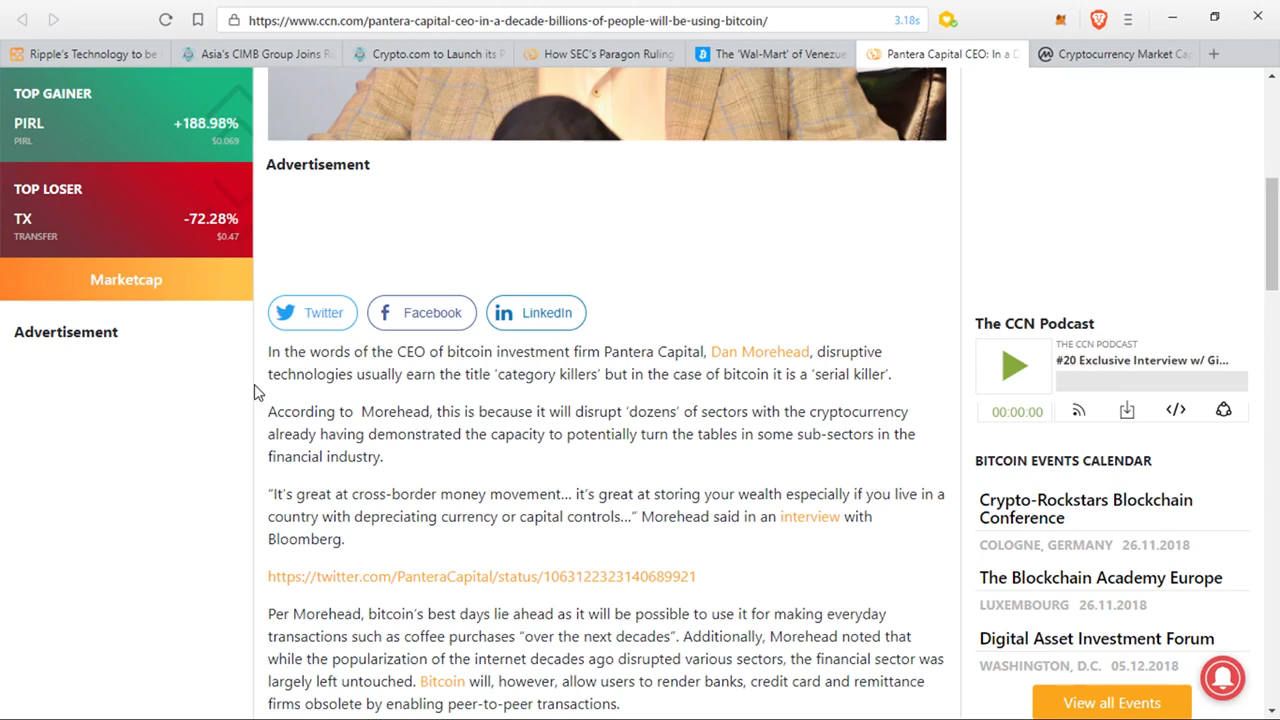 https://www.ccn.com/pantera-capital-ceo-in-a-decade-billions-of-people-will-be-using-bitcoin/ 3.18s
Ripple's Technology to be
Asia's CIMB Group Joins Ri
Crypto.com to Launch its P
How SEC's Paragon Ruling
The 'Wal-Mart' of Venezue
Pantera Capital CEO: In a D
Cryptocurrency Market Ca
TOP GAINER
PIRL +188.98%
PIRL $0.069
TOP LOSER
TX -72.28%
TRANSFER $0.47
Marketcap
Advertisement
Advertisement
Twitter Facebook LinkedIn
In the words of the CEO of bitcoin investment firm Pantera Capital, Dan Morehead, disruptive
technologies usually earn the title ‘category killers’ but in the case of bitcoin it is a ‘serial killer’.
According to Morehead, this is because it will disrupt ‘dozens’ of sectors with the cryptocurrency
already having demonstrated the capacity to potentially turn the tables in some sub-sectors in the
financial industry.
“It’s great at cross-border money movement… it’s great at storing your wealth especially if you live in a
country with depreciating currency or capital controls…” Morehead said in an interview with
Bloomberg.
https://twitter.com/PanteraCapital/status/1063122323140689921
Per Morehead, bitcoin’s best days lie ahead as it will be possible to use it for making everyday
transactions such as coffee purchases “over the next decades”. Additionally, Morehead noted that
while the popularization of the internet decades ago disrupted various sectors, the financial sector was
largely left untouched. Bitcoin will, however, allow users to render banks, credit card and remittance
firms obsolete by enabling peer-to-peer transactions.
The CCN Podcast
THE CCN PODCAST
#20 Exclusive Interview w/ Gi...
00:00:00
BITCOIN EVENTS CALENDAR
Crypto-Rockstars Blockchain
Conference
COLOGNE, GERMANY 26.11.2018
The Blockchain Academy Europe
LUXEMBOURG 26.11.2018
Digital Asset Investment Forum
WASHINGTON, D.C. 05.12.2018
View all Events